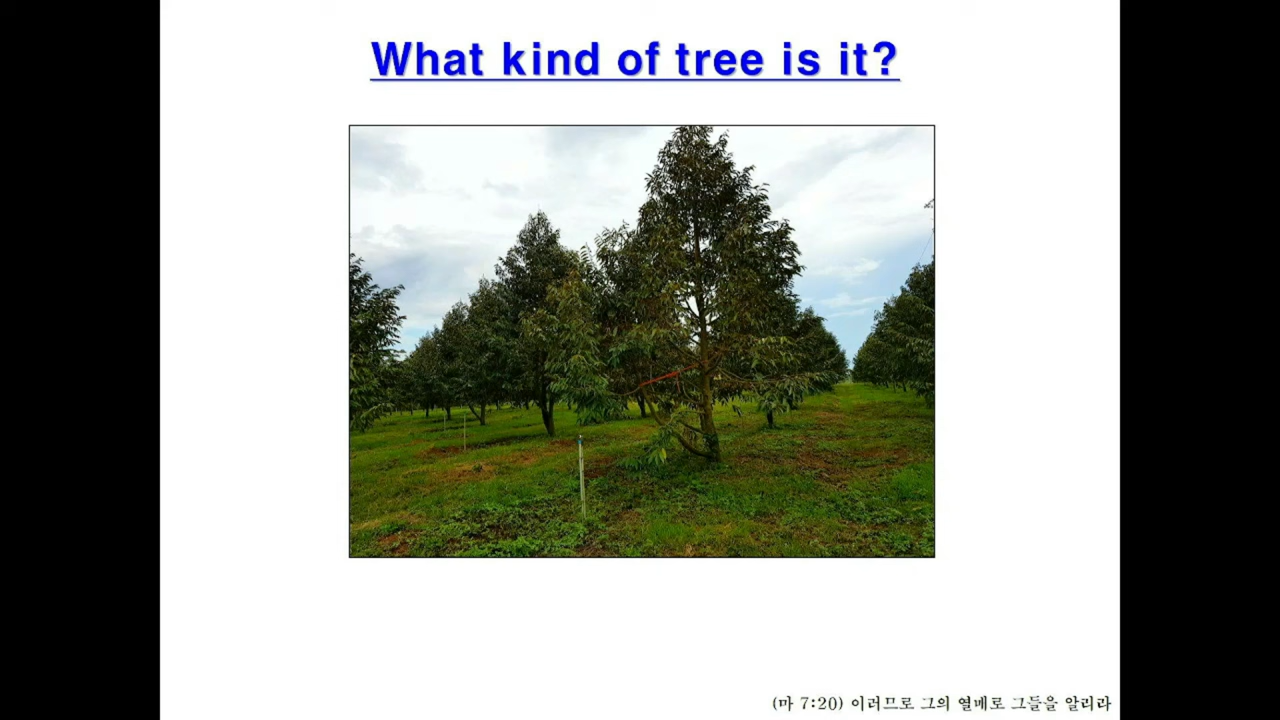 What kind of tree is it?
(마 7:20) 이러므로 그의 열매로 그들을 알리라